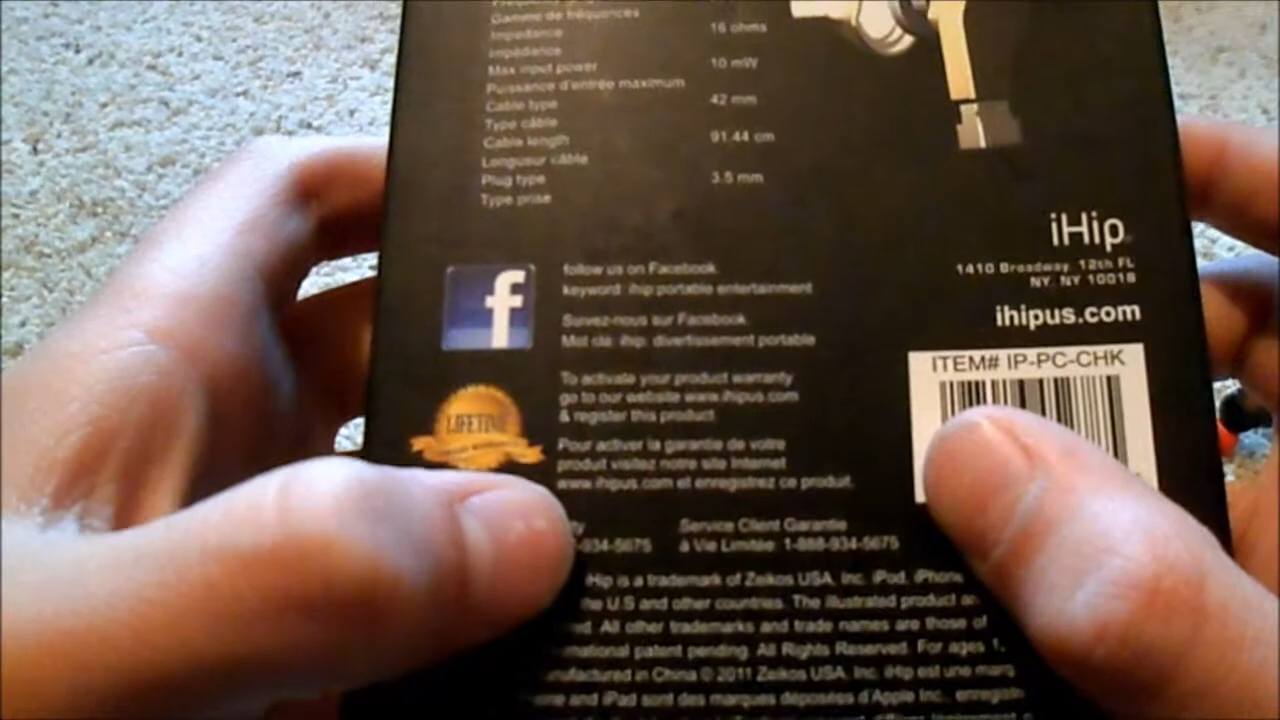 Gamme de fréquences
Impedance 16 ohms
Impédance
Max input power 10 mW
Puissance d'entrée maximum
Cable type 42 mm
Type câble
Cable length 91.44 cm
Longueur câble
Plug type 3.5 mm
Type prise
iHip
1410 Broadway, 12th FL
NY, NY 10018
ihipus.com
ITEM# IP-PC-CHK
f
follow us on Facebook
keyword: ihip:portable entertainment
Suivez-nous sur Facebook
Mot clé: ihip: divertissement portable
LIFETIME
To activate your product warranty
go to our website www.ihipus.com
& register this product
Pour activer la garantie de votre
produit visitez notre site Internet
www.ihipus.com et enregistrez ce produit.
-934-5675
Service Client Garantie
à Vie Limitée: 1-888-934-5675
iHip is a trademark of Zeikos USA, Inc. iPod, iPhone
the U.S and other countries. The illustrated product
All other trademarks and trade names are those of
patent pending. All Rights Reserved. For ages
in China © 2011 Zeikos USA, Inc. iHip est une
and iPad sont des marques déposées d'Apple Inc.,